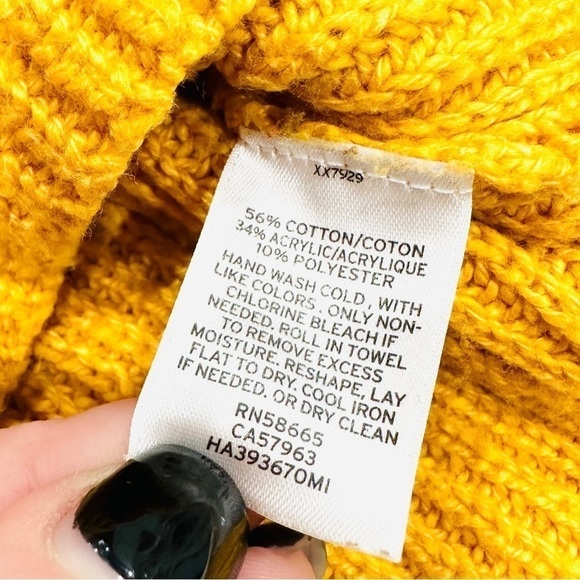 XX7929
56% COTTON/COTON
34% ACRYLIC/ACRYLIQUE
10% POLYESTER
HAND WASH COLD, WITH
LIKE COLORS. ONLY NON-
CHLORINE BLEACH IF
NEEDED. ROLL IN TOWEL
TO REMOVE EXCESS
MOISTURE. RESHAPE, LAY
FLAT TO DRY. COOL IRON
IF NEEDED. OR DRY CLEAN
RN58665
CA57963
HA393670MI